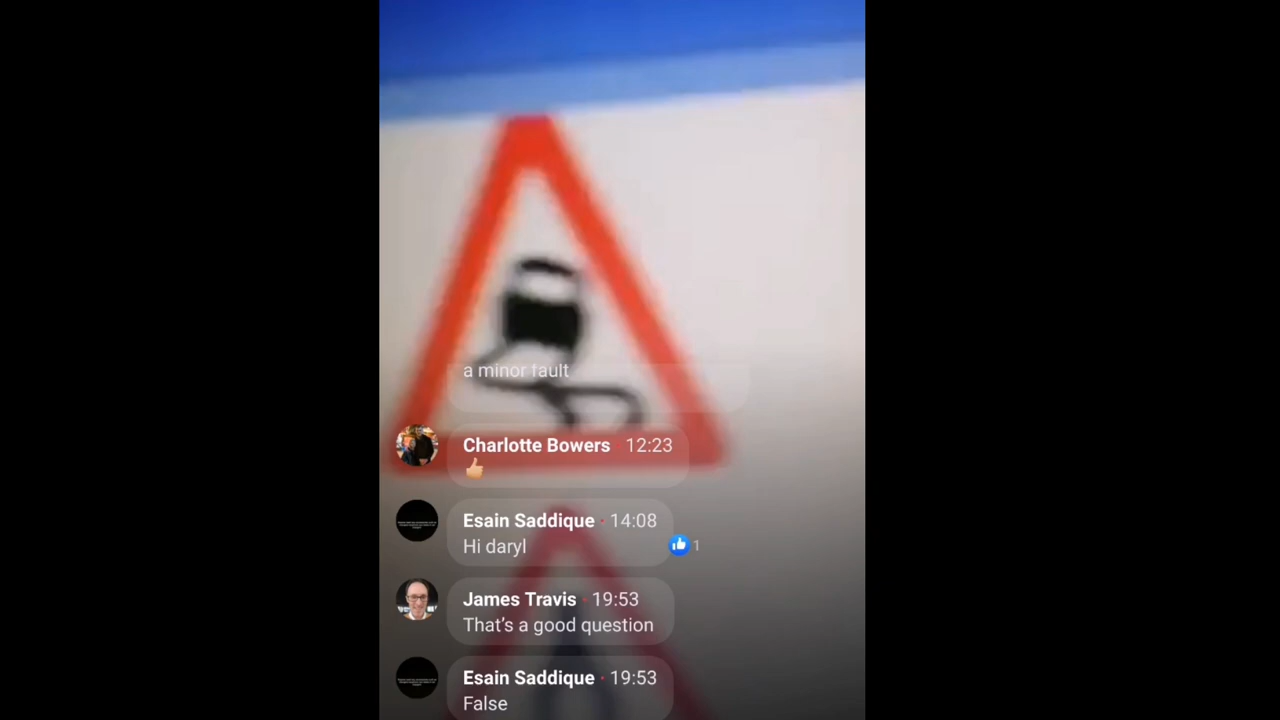 a minor fault
Charlotte Bowers 12:23
👍🏼
Esain Saddique · 14:08
Hi daryl
1
James Travis · 19:53
That's a good question
Esain Saddique · 19:53
False